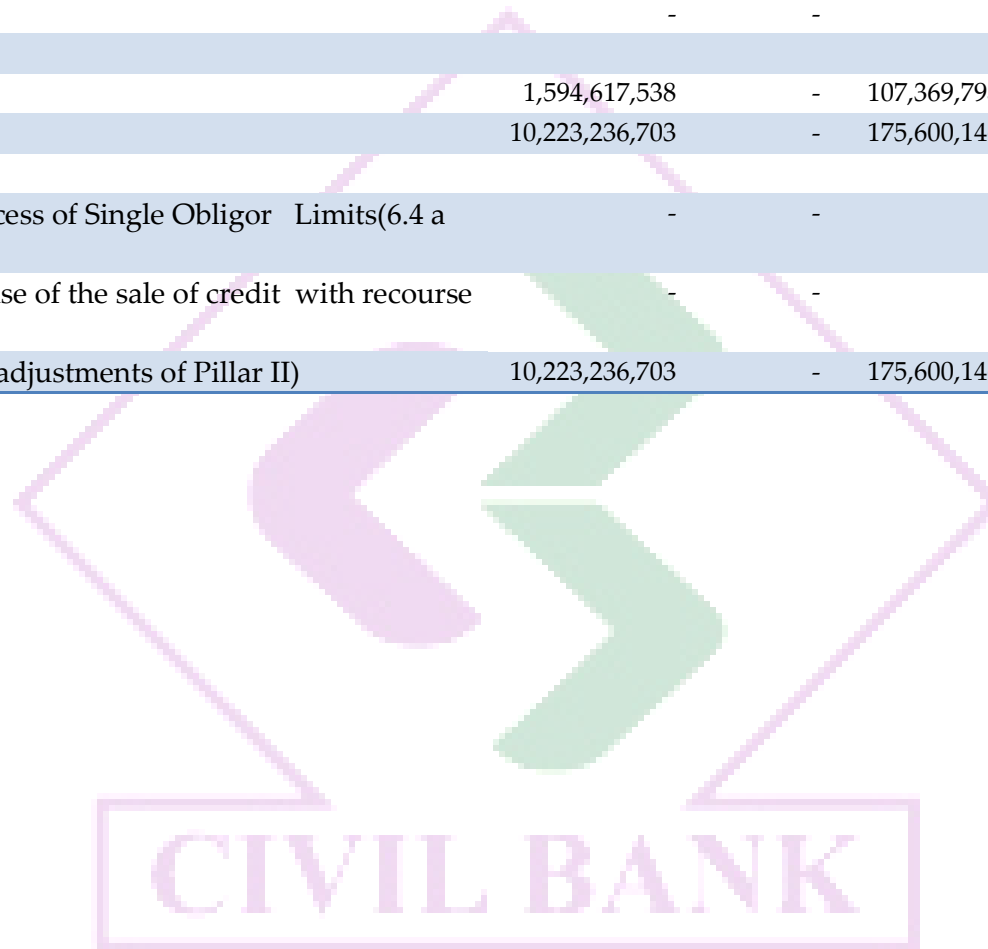 - -
1,594,617,538 - 107,369,79
10,223,236,703 - 175,600,14
cess of Single Obligor Limits(6.4 a - -
se of the sale of credit with recourse - -
adjustments of Pillar II) 10,223,236,703 - 175,600,14
CIVIL BANK